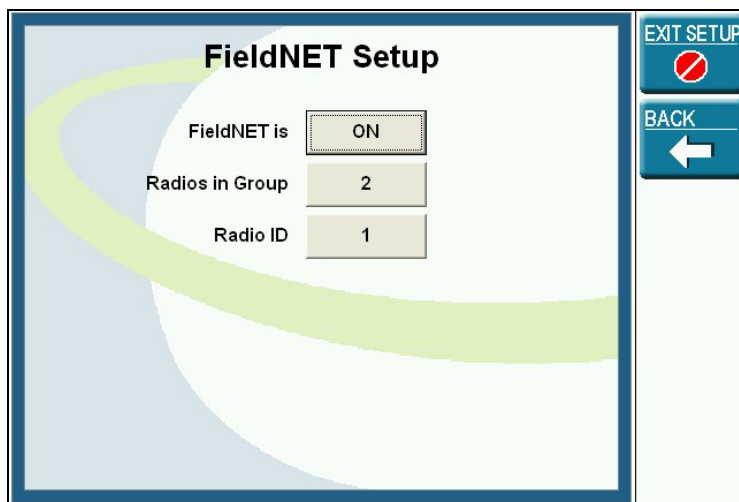 FieldNET Setup
FieldNET is ON
Radios in Group 2
Radio ID 1
EXIT SETUP
BACK